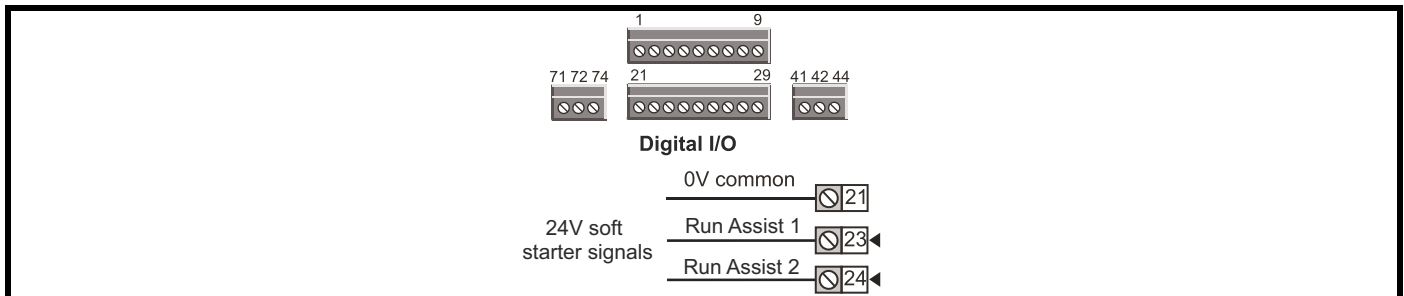 1 9
71 72 74 21 29 41 42 44
Digital I/O
0V common 21
24V soft
starter signals
Run Assist 1 23
Run Assist 2 24